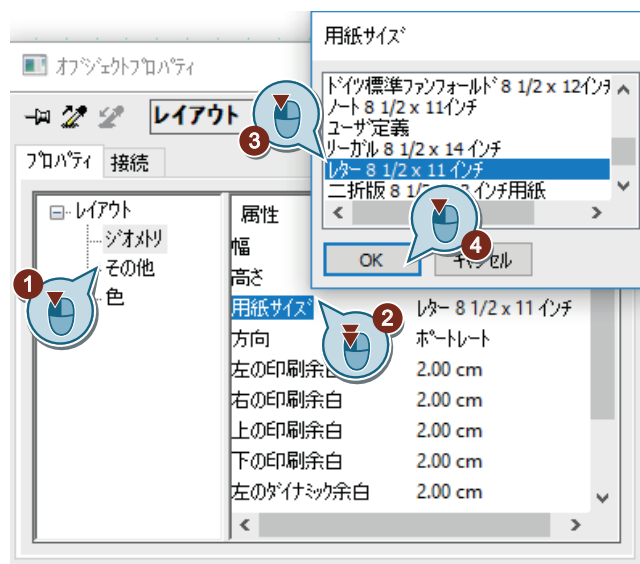 用紙サイズ
オブジェクトプロパティ
レイアウト
プロパティ 接続
ドイツ標準ファンフォールド 8 1/2 x 12インチ
ノート 8 1/2 x 11インチ
ユーザ定義
リーガル 8 1/2 x 14 インチ
レター 8 1/2 x 11 インチ
二折版 8 インチ用紙
OK
キャンセル
3
4
1
2
レイアウト
ジオメトリ
その他
色
属性
幅
高さ
用紙サイズ レター 8 1/2 x 11 インチ
方向 ポートレート
左の印刷余白 2.00 cm
右の印刷余白 2.00 cm
上の印刷余白 2.00 cm
下の印刷余白 2.00 cm
左のダイナミック余白 2.00 cm